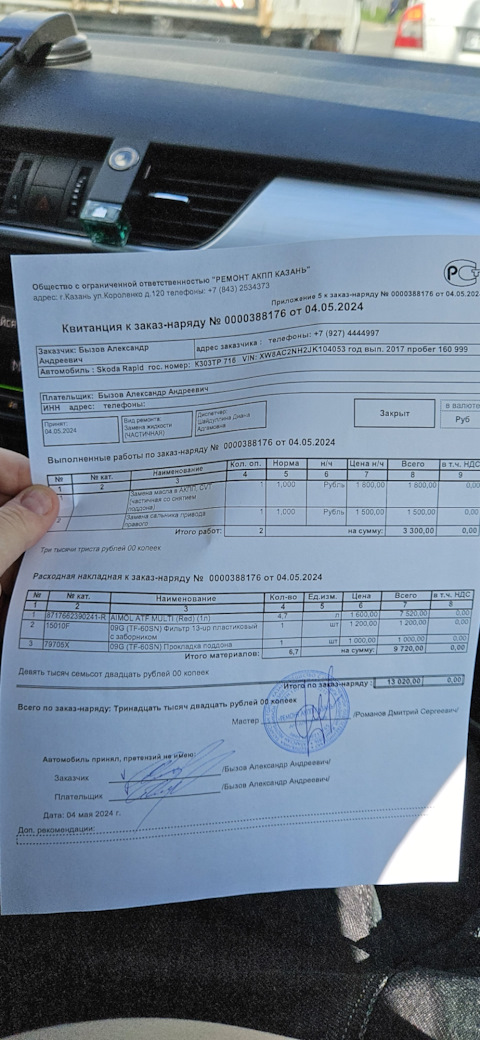 Общество с ограниченной ответственностью "РЕМОНТ АКПП КАЗАНЬ"
адрес: г.Казань ул.Короленко д.120 телефоны: +7 (843) 2534373
РС
Приложение 5 к заказ-наряду № 0000388176 от 04.05.202
Квитанция к заказ-наряду № 0000388176 от 04.05.2024
Заказчик: Бызов Александр Андреевич адрес заказчика : телефоны: +7 (927) 4444997
Автомобиль : Skoda Rapid гос. номер: К303ТР 716 VIN: XW8AC2NH2JK104053 год вып. 2017 пробег 160 999
Плательщик: Бызов Александр Андреевич
ИНН адрес: телефоны:
Принят: 04.05.2024
Вид ремонта: Замена жидкости (ЧАСТИЧНАЯ)
Диспетчер: Шайдуллина Диана
Закрыт
в валюте
Руб
Выполненные работы по заказ-наряду № 0000388176 от 04.05.2024
№ № кат. Наименование Кол. оп. Норма н/ч Цена н/ч Всего в т.ч. НДС
1 2 3 4 5 6 7 8 9
1 Замена масла в АКПП, CVT (частичная со снятием поддона) 1 1,000 Рубль 1 800,00 1 800,00 0,00
2 Замена сальника привода правого 1 1,000 Рубль 1 500,00 1 500,00 0,00
Итого работ: 2 на сумму: 3 300,00 0,00
Три тысячи триста рублей 00 копеек
Расходная накладная к заказ-наряду № 0000388176 от 04.05.2024
№ № кат. Наименование Кол-во Ед.изм. Цена Всего в т.ч. НДС
1 2 3 4 5 6 7 8
1 8717662390241-R AIMOL ATF MULTI (Red) (1л) 4,7 л 1 600,00 7 520,00 0,00
2 15010F 09G (TF-60SN) Фильтр 13-up пластиковый с заборником 1 шт 1 200,00 1 200,00 0,00
3 79705X 09G (TF-60SN) Прокладка поддона 1 шт 1 000,00 1 000,00 0,00
Итого материалов: 6,7 на сумму: 9 720,00 0,00
Девять тысяч семьсот двадцать рублей 00 копеек
Итого по заказ-наряду : 13 020,00 0,00
Всего по заказ-наряду: Тринадцать тысяч двадцать рублей 00 копеек
Мастер /Романов Дмитрий Сергеевич/
Автомобиль принял, претензий не имею:
Заказчик /Бызов Александр Андреевич/
Плательщик /Бызов Александр Андреевич/
Дата: 04 мая 2024 г.
Доп. рекомендации: